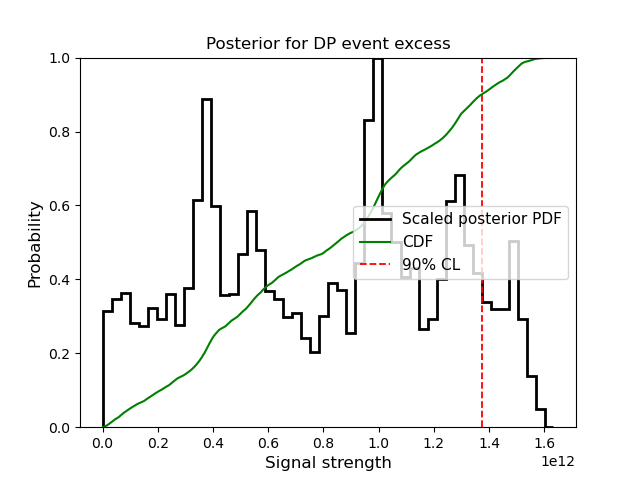 Posterior for DP event excess
1.0
0.8
0.6
0.4
0.2
0.0
Probability
Scaled posterior PDF
CDF
90% CL
0.0 0.2 0.4 0.6 0.8 1.0 1.2 1.4 1.6
1e12
Signal strength